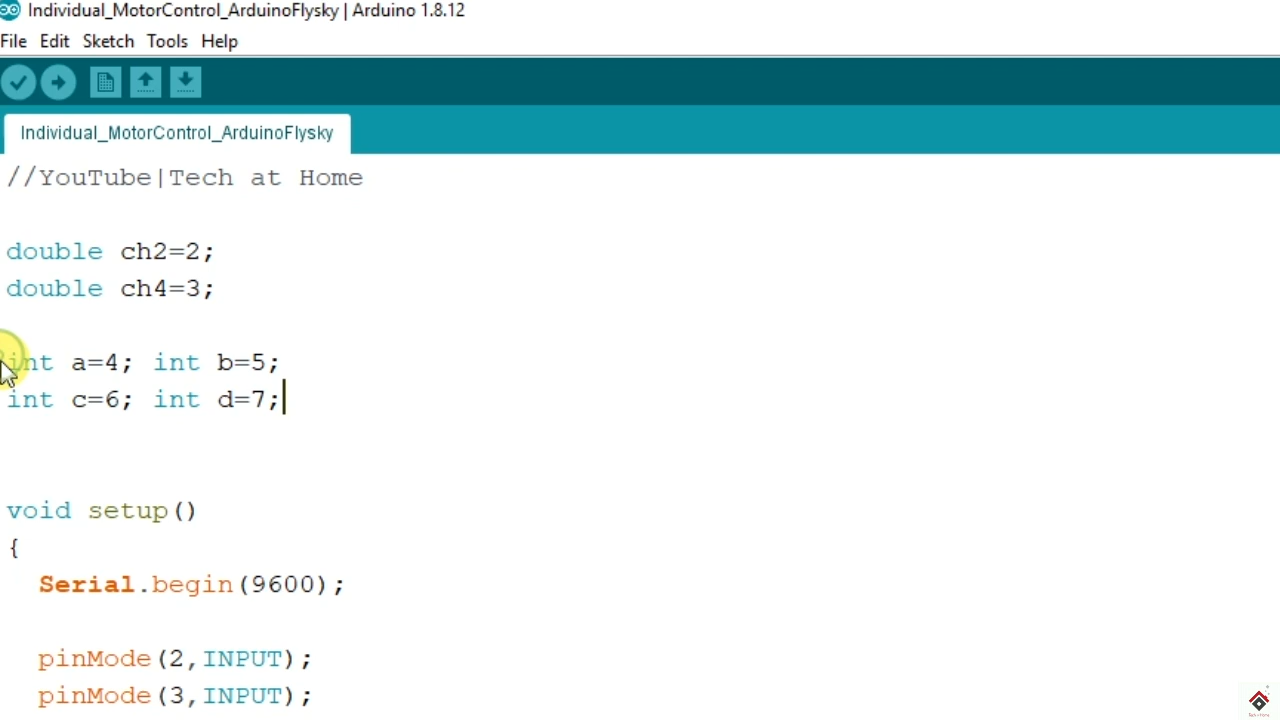 Individual_MotorControl_ArduinoFlysky | Arduino 1.8.12
File Edit Sketch Tools Help
Individual_MotorControl_ArduinoFlysky
//YouTube|Tech at Home
double ch2=2;
double ch4=3;
int a=4; int b=5;
int c=6; int d=7;
void setup()
{
Serial.begin(9600);
pinMode(2,INPUT);
pinMode(3,INPUT);